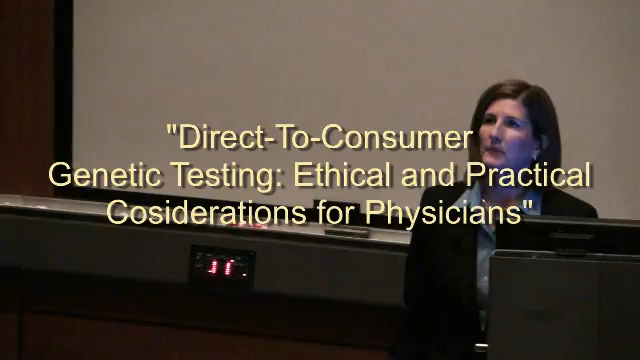 "Direct-To-Consumer
Genetic Testing: Ethical and Practical
Cosiderations for Physicians"